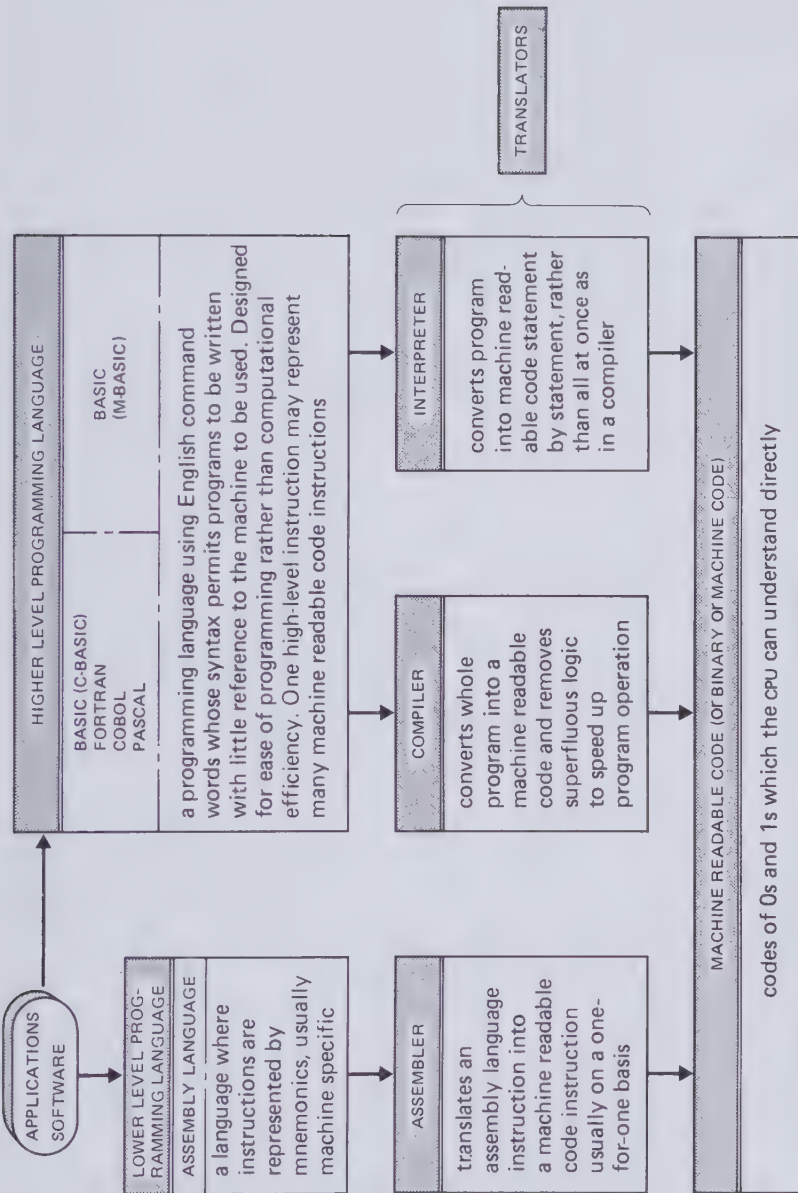 APPLICATIONS
SOFTWARE
HIGHER LEVEL PROGRAMMING LANGUAGE
BASIC (C-BASIC)
FORTRAN
COBOL
PASCAL
BASIC
(M-BASIC)
a programming language using English command
words whose syntax permits programs to be written
with little reference to the machine to be used. Designed
for ease of programming rather than computational
efficiency. One high-level instruction may represent
many machine readable code instructions
LOWER LEVEL PROG-
RAMMING LANGUAGE
ASSEMBLY LANGUAGE
a language where
instructions are
represented by
mnemonics, usually
machine specific
ASSEMBLER
translates an
assembly language
instruction into
a machine readable
code instruction
usually on a one-
for-one basis
COMPILER
converts whole
program into a
machine readable
code and removes
superfluous logic
to speed up
program operation
INTERPRETER
converts program
into machine read-
able code statement
by statement, rather
than all at once as
in a compiler
TRANSLATORS
MACHINE READABLE CODE (OR BINARY OR MACHINE CODE)
codes of 0s and 1s which the CPU can understand directly